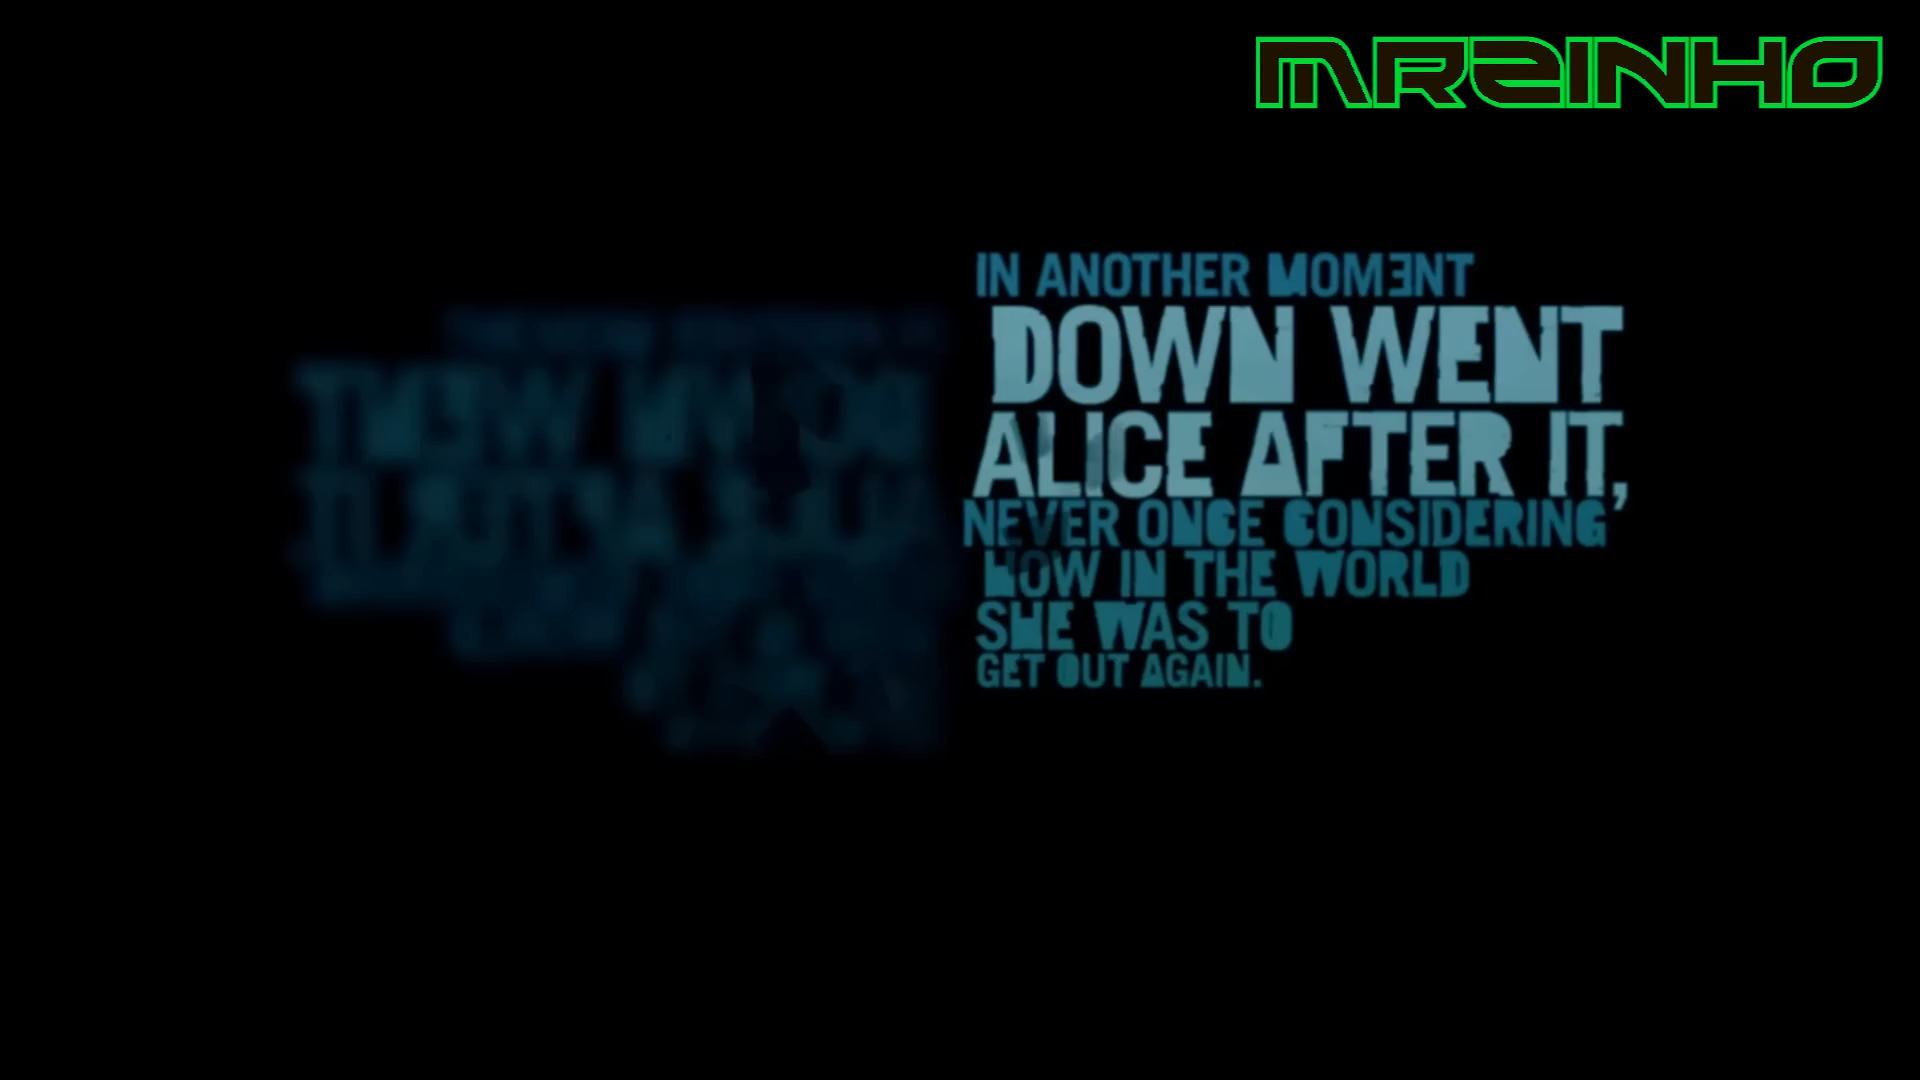 MRZINHO
IN ANOTHER MOMENT
DOWN WENT
ALICE AFTER IT,
NEVER ONCE CONSIDERING
HOW IN THE WORLD
SHE WAS TO
GET OUT AGAIN.